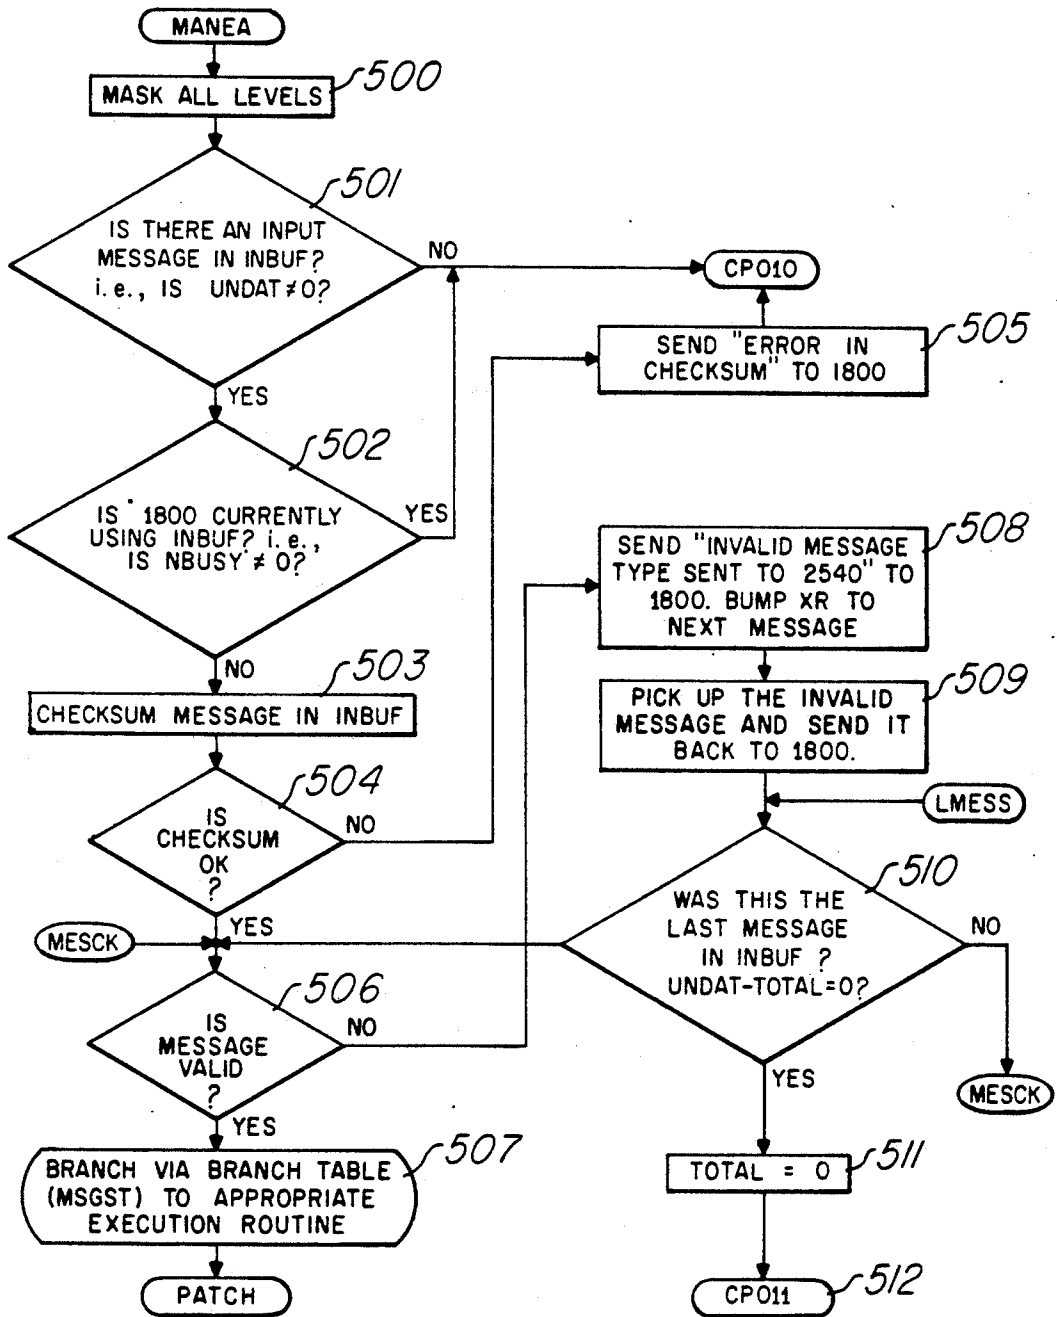 MANEA
MASK ALL LEVELS
500
501
IS THERE AN INPUT
MESSAGE IN INBUF?
i.e., IS UNDAT≠0?
NO
YES
CPO10
SEND "ERROR IN
CHECKSUM" TO 1800
505
502
IS 1800 CURRENTLY
USING INBUF? i.e.,
IS NBUSY ≠ 0?
YES
NO
503
CHECKSUM MESSAGE IN INBUF
504
IS
CHECKSUM
OK
?
NO
YES
MESCK
506
IS
MESSAGE
VALID
?
NO
YES
507
BRANCH VIA BRANCH TABLE
(MSGST) TO APPROPRIATE
EXECUTION ROUTINE
PATCH
508
SEND "INVALID MESSAGE
TYPE SENT TO 2540" TO
1800. BUMP XR TO
NEXT MESSAGE
509
PICK UP THE INVALID
MESSAGE AND SEND IT
BACK TO 1800.
LMESS
510
WAS THIS THE
LAST MESSAGE
IN INBUF ?
UNDAT-TOTAL=0?
NO
YES
MESCK
TOTAL = 0
511
CPO11
512